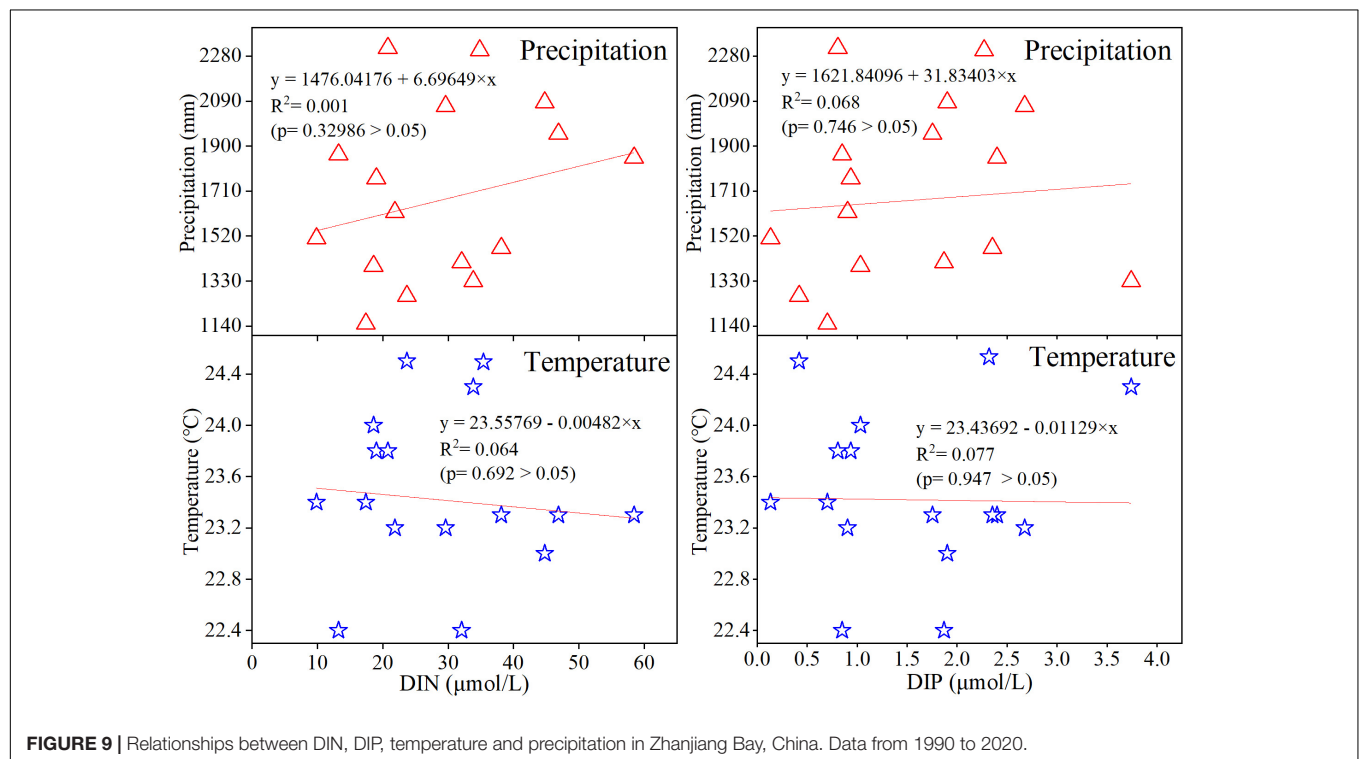 Precipitation
y = 1476.04176 + 6.69649×x
R²= 0.001
(p= 0.32986 > 0.05)
Precipitation (mm)
2280
2090
1900
1710
1520
1330
1140
Precipitation
y = 1621.84096 + 31.83403×x
R²= 0.068
(p= 0.746 > 0.05)
Precipitation (mm)
2280
2090
1900
1710
1520
1330
1140
Temperature
y = 23.55769 - 0.00482×x
R²= 0.064
(p= 0.692 > 0.05)
Temperature (℃)
24.4
24.0
23.6
23.2
22.8
22.4
0 10 20 30 40 50 60
DIN (μmol/L)
Temperature
y = 23.43692 - 0.01129×x
R²= 0.077
(p= 0.947 > 0.05)
Temperature (℃)
24.4
24.0
23.6
23.2
22.8
22.4
0.0 0.5 1.0 1.5 2.0 2.5 3.0 3.5 4.0
DIP (μmol/L)
FIGURE 9 | Relationships between DIN, DIP, temperature and precipitation in Zhanjiang Bay, China. Data from 1990 to 2020.